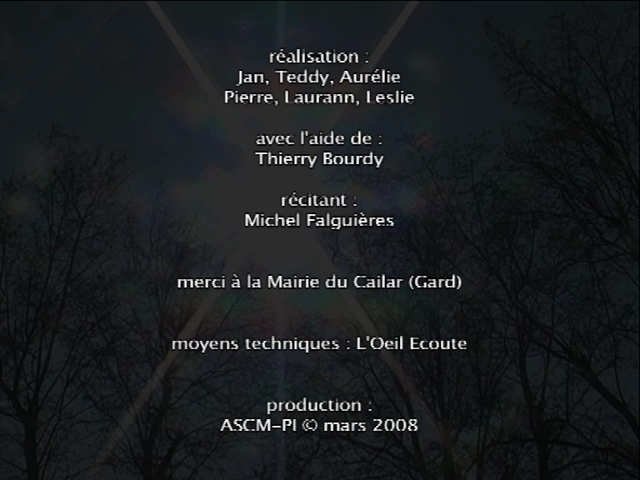 réalisation :
Jan, Teddy, Aurélie
Pierre, Laurann, Leslie
avec l'aide de :
Thierry Bourdy
récitant :
Michel Falguières
merci à la Mairie du Cailar (Gard)
moyens techniques : L'Oeil Ecoute
production :
ASCM-PI © mars 2008